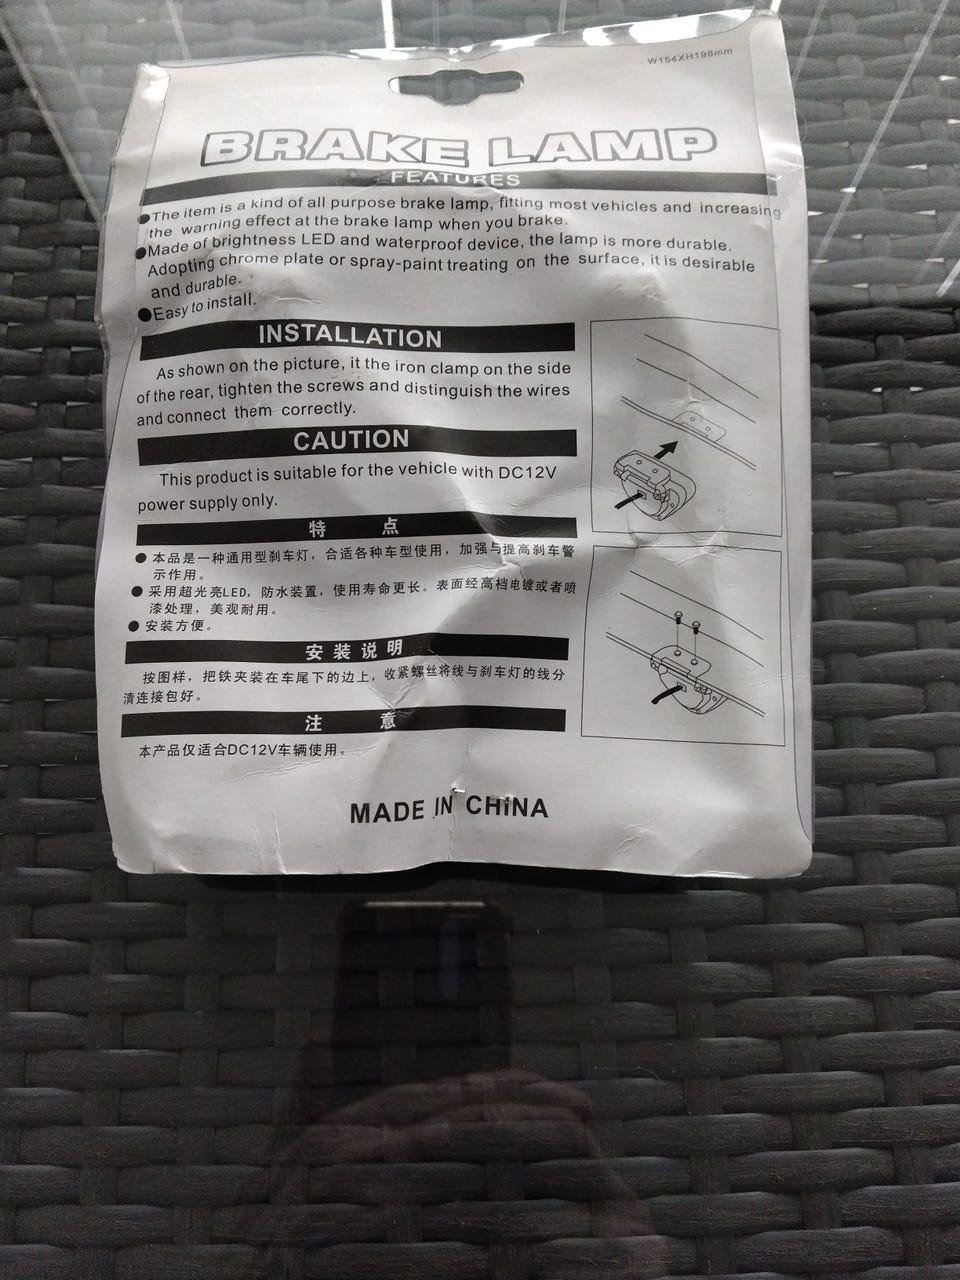 W154XH198mm
BRAKE LAMP
FEATURES
●The item is a kind of all purpose brake lamp, fitting most vehicles and increasing
the warning effect at the brake lamp when you brake.
●Made of brightness LED and waterproof device, the lamp is more durable.
Adopting chrome plate or spray-paint treating on the surface, it is desirable
and durable.
●Easy to install.
INSTALLATION
As shown on the picture, it the iron clamp on the side
of the rear, tighten the screws and distinguish the wires
and connect them correctly.
CAUTION
This product is suitable for the vehicle with DC12V
power supply only.
特 点
●本品是一种通用型刹车灯，合适各种车型使用，加强与提高刹车警
示作用。
●采用超光亮LED，防水装置，使用寿命更长。表面经高档电镀或者喷
漆处理，美观耐用。
●安装方便。
安装说明
按图样，把铁夹装在车尾下的边上，收紧螺丝将线与刹车灯的线分
清连接包好。
注 意
本产品仅适合DC12V车辆使用。
MADE IN CHiNA